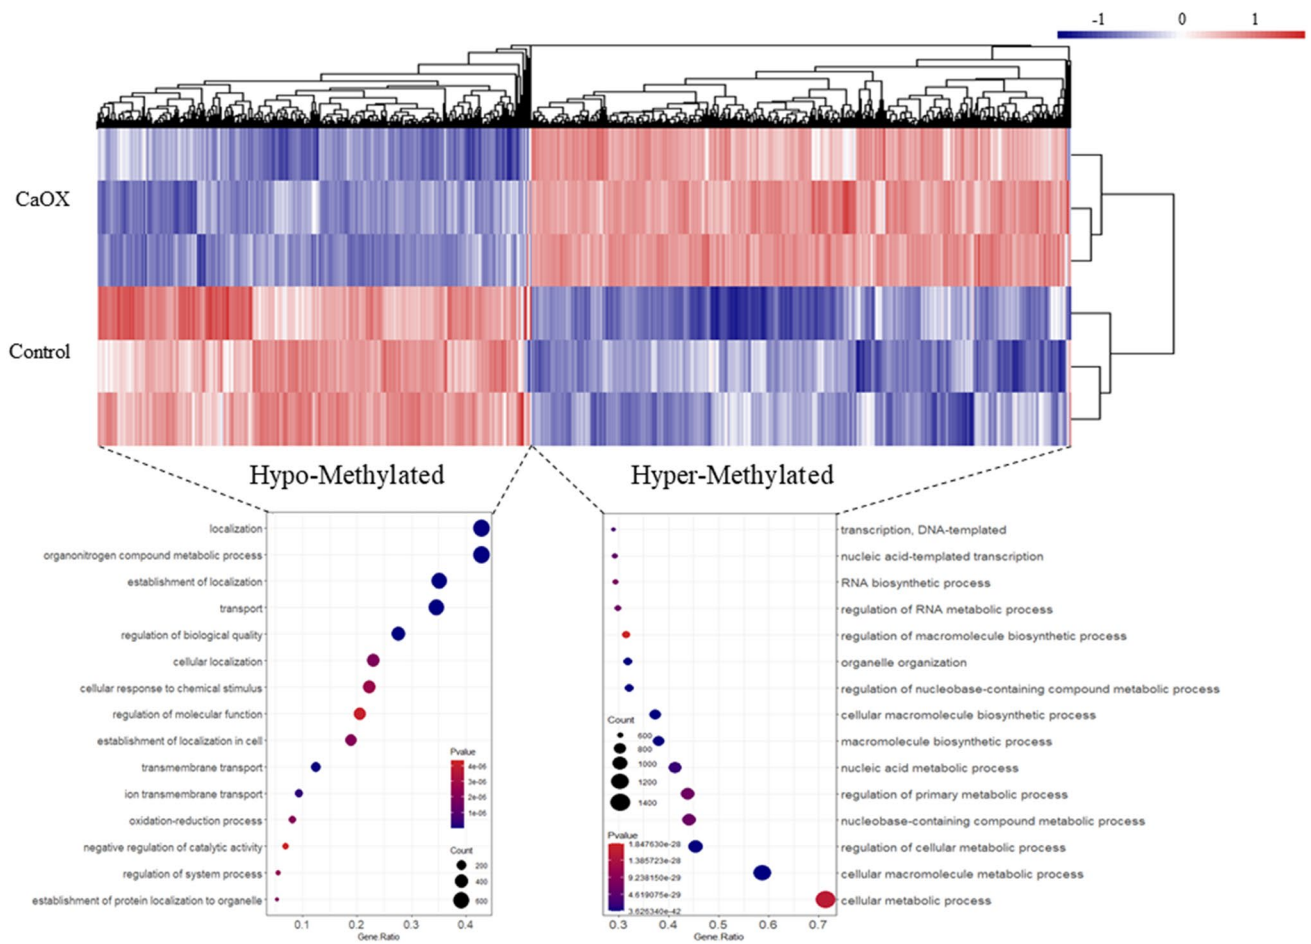 -1 0 1
CaOX
Control
Hypo-Methylated
Hyper-Methylated
localization
organonitrogen compound metabolic process
establishment of localization
transport
regulation of biological quality
cellular localization
cellular response to chemical stimulus
regulation of molecular function
establishment of localization in cell
transmembrane transport
ion transmembrane transport
oxidation-reduction process
negative regulation of catalytic activity
regulation of system process
establishment of protein localization to organelle
Pvalue
4e-06
3e-06
2e-06
1e-06
Count
200
400
600
0.1 0.2 0.3 0.4
Gene.Ratio
transcription, DNA-templated
nucleic acid-templated transcription
RNA biosynthetic process
regulation of RNA metabolic process
regulation of macromolecule biosynthetic process
organelle organization
regulation of nucleobase-containing compound metabolic process
cellular macromolecule biosynthetic process
macromolecule biosynthetic process
nucleic acid metabolic process
regulation of primary metabolic process
nucleobase-containing compound metabolic process
regulation of cellular metabolic process
cellular macromolecule metabolic process
cellular metabolic process
Count
600
800
1000
1200
1400
Pvalue
1.847630e-28
1.385723e-28
9.238150e-29
4.619075e-29
3.626340e-42
0.3 0.4 0.5 0.6 0.7
Gene.Ratio